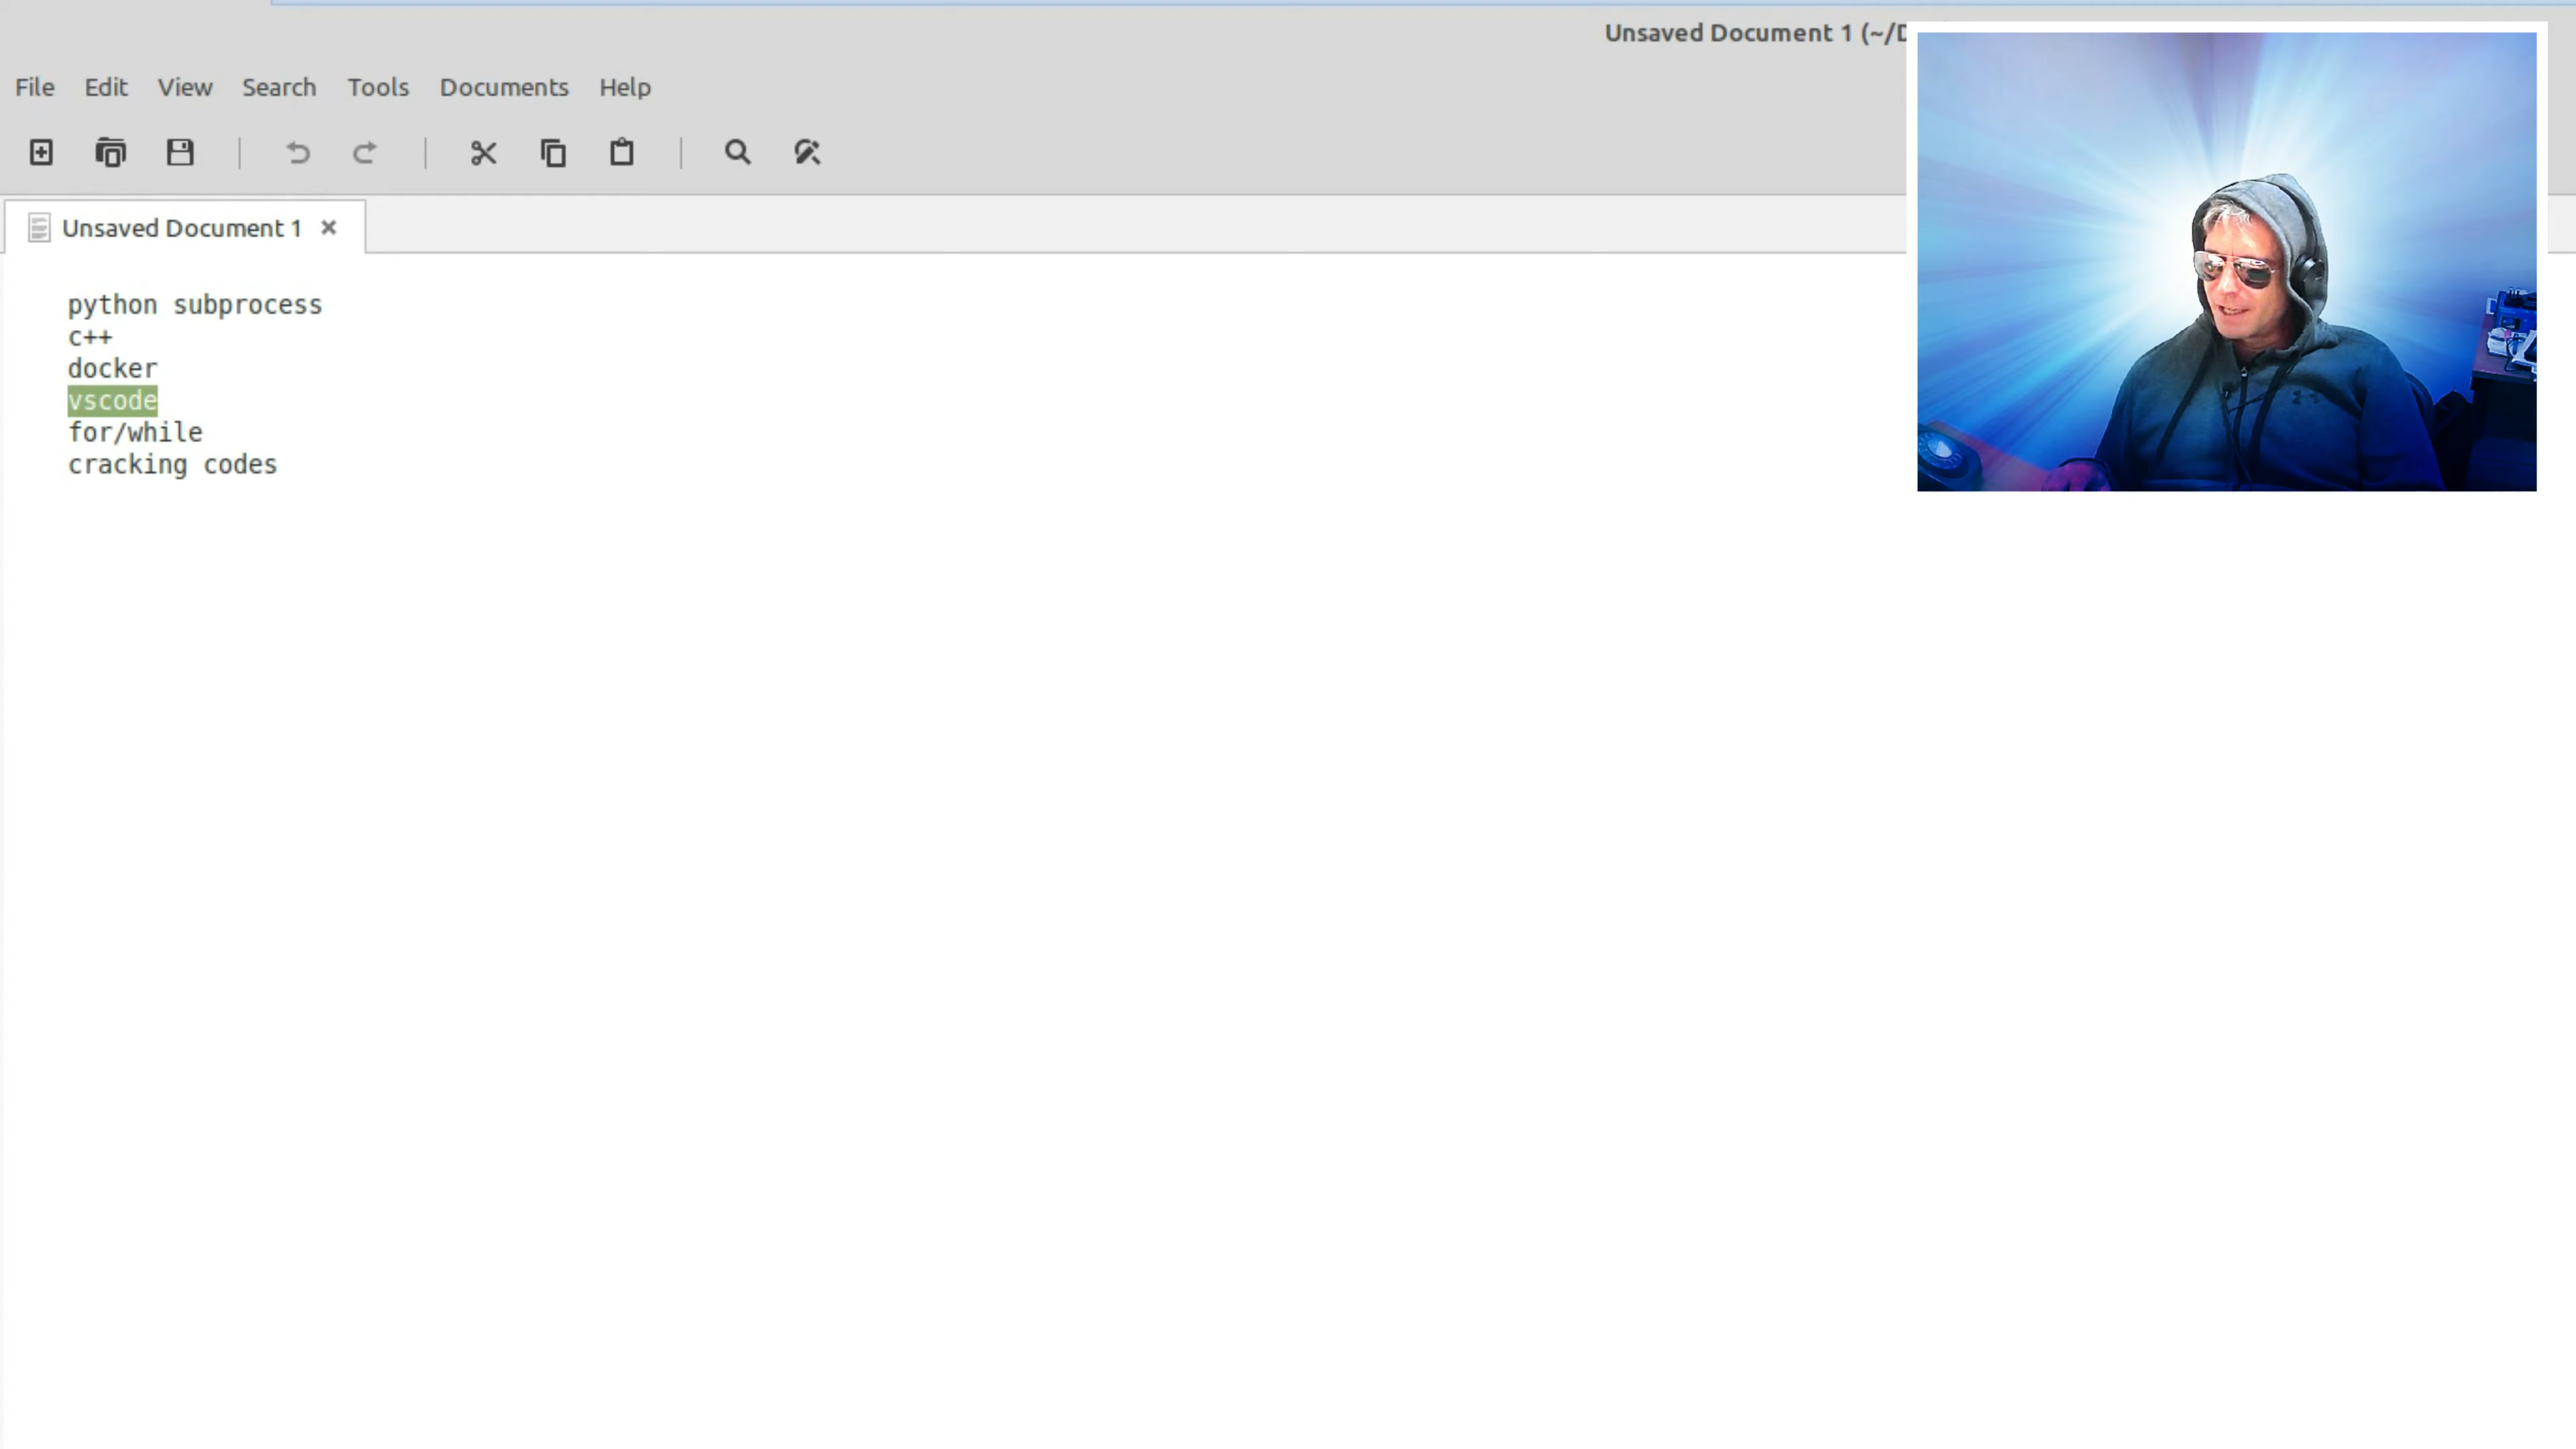 Unsaved Document 1 (~/D
File Edit View Search Tools Documents Help
Unsaved Document 1
python subprocess
c++
docker
vscode
for/while
cracking codes